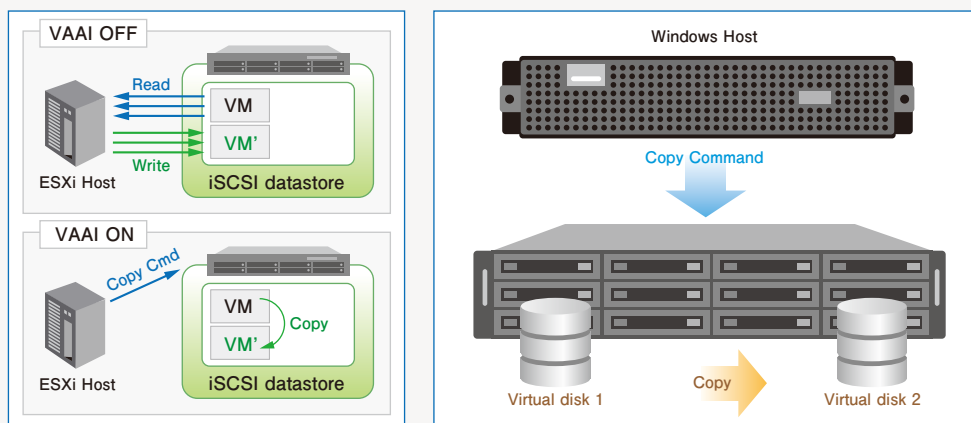 VAAI OFF
Read
VM
VM'
Write
ESXi Host
iSCSI datastore
VAAI ON
Copy Cmd
VM
Copy
VM'
ESXi Host
iSCSI datastore
Windows Host
Copy Command
Copy
Virtual disk 1
Virtual disk 2